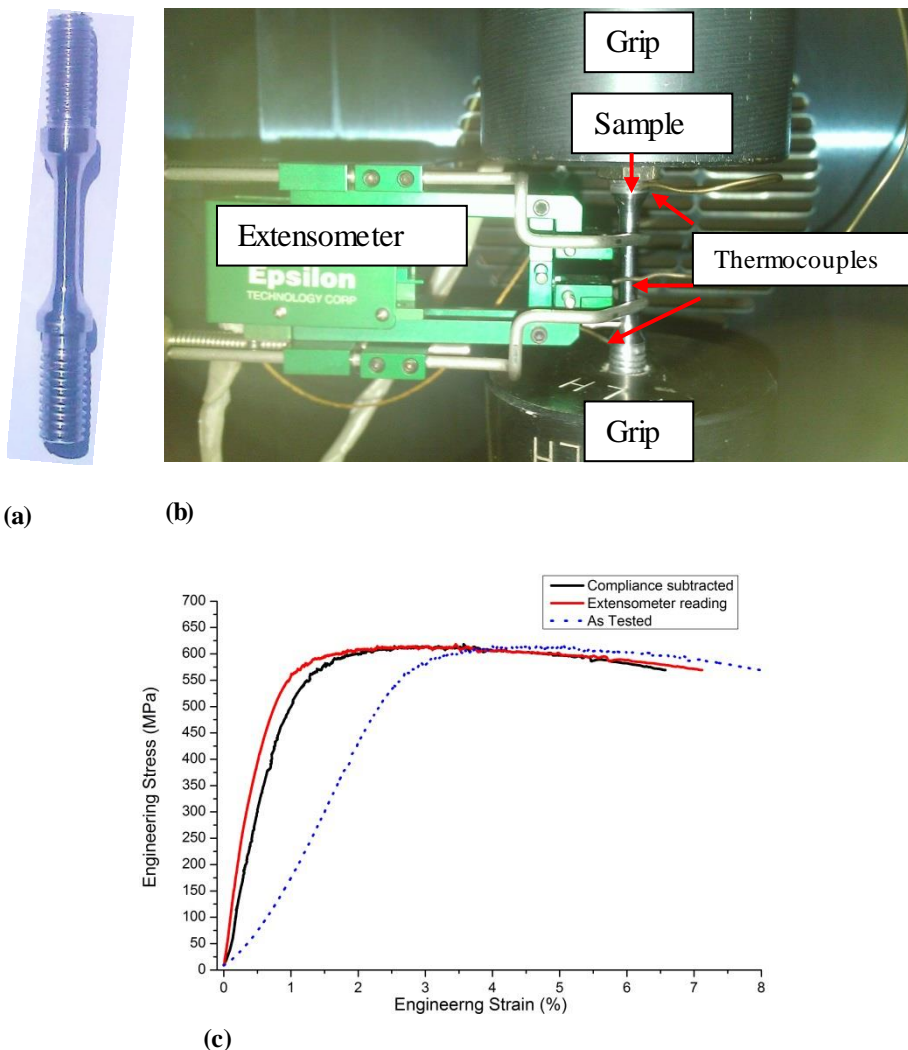 Grip
Sample
Extensometer
Thermocouples
Epsilon
TECHNOLOGY CORP
Grip
(a)
(b)
Compliance subtracted
Extensometer reading
As Tested
700
650
600
550
500
450
400
350
300
250
200
150
100
50
0
Engineering Stress (MPa)
0 1 2 3 4 5 6 7 8
Engineerng Strain (%)
(c)